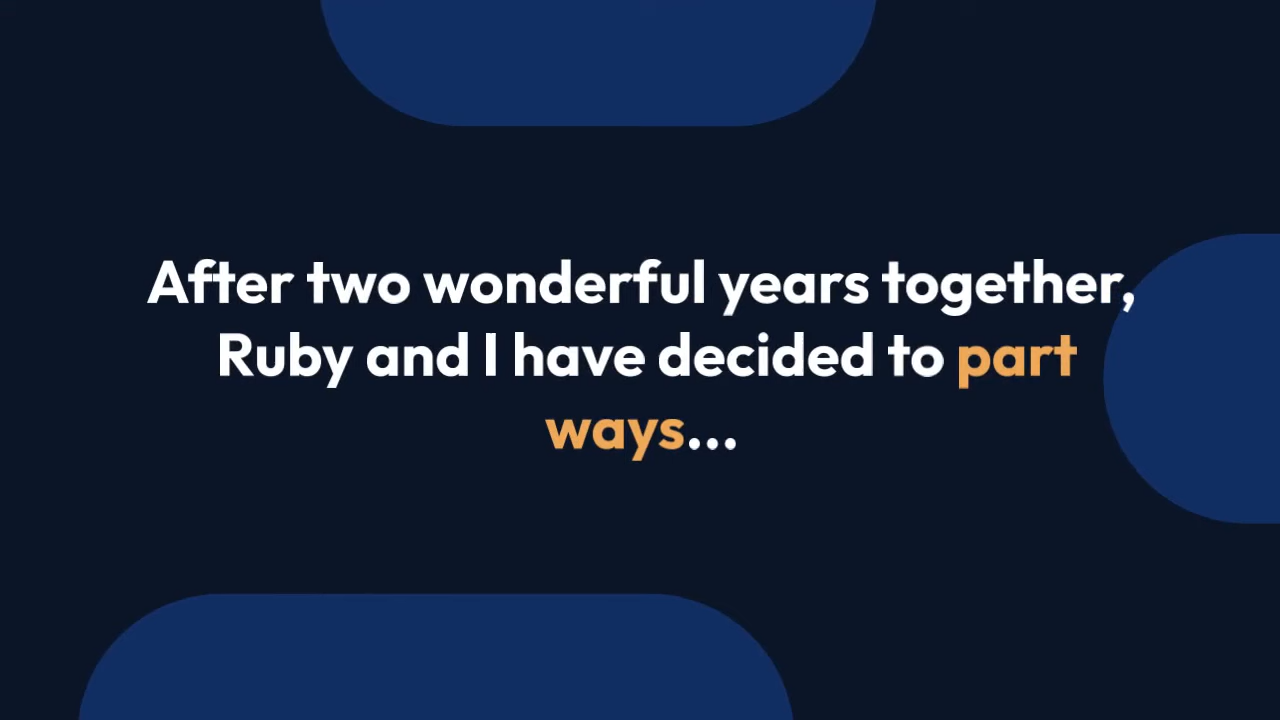 After two wonderful years together,
Ruby and I have decided to part
ways...